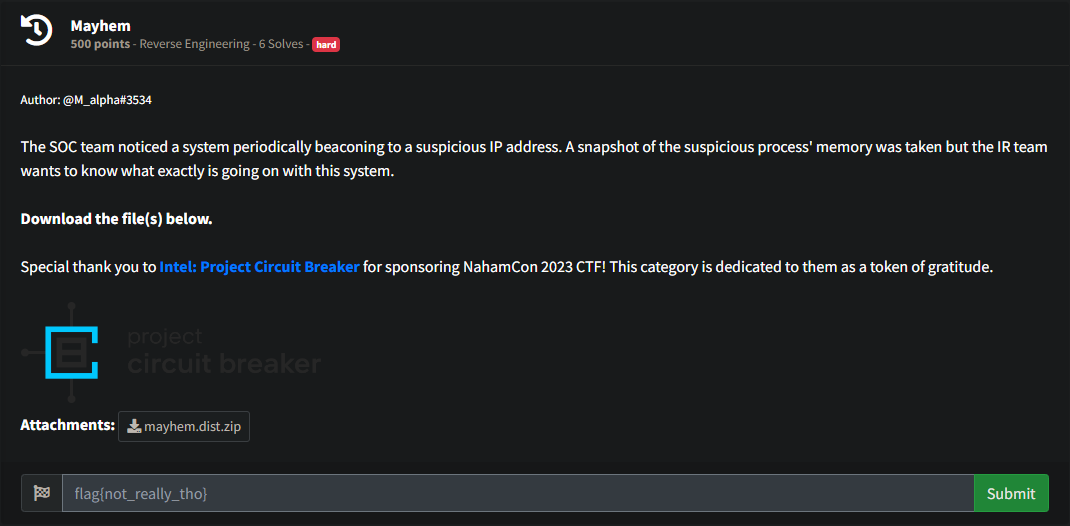 Mayhem
500 points - Reverse Engineering - 6 Solves - hard
Author: @M_alpha#3534
The SOC team noticed a system periodically beaconing to a suspicious IP address. A snapshot of the suspicious process' memory was taken but the IR team
wants to know what exactly is going on with this system.
Download the file(s) below.
Special thank you to Intel: Project Circuit Breaker for sponsoring NahamCon 2023 CTF! This category is dedicated to them as a token of gratitude.
project
circuit breaker
Attachments: mayhem.dist.zip
flag{not_really_tho} Submit